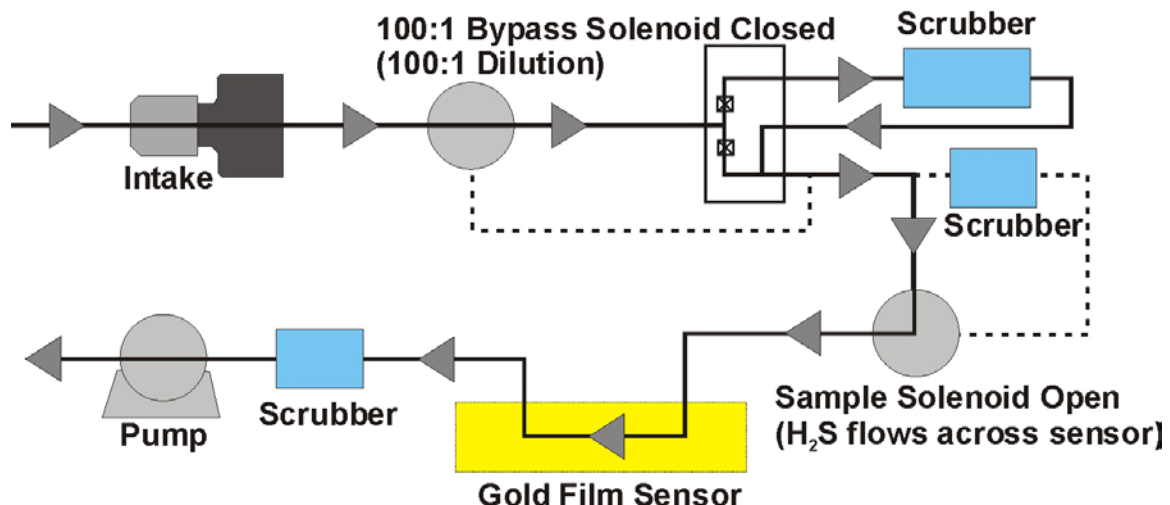 100:1 Bypass Solenoid Closed
(100:1 Dilution)
Scrubber
Intake
Scrubber
Scrubber
Pump
Sample Solenoid Open
(H₂S flows across sensor)
Gold Film Sensor